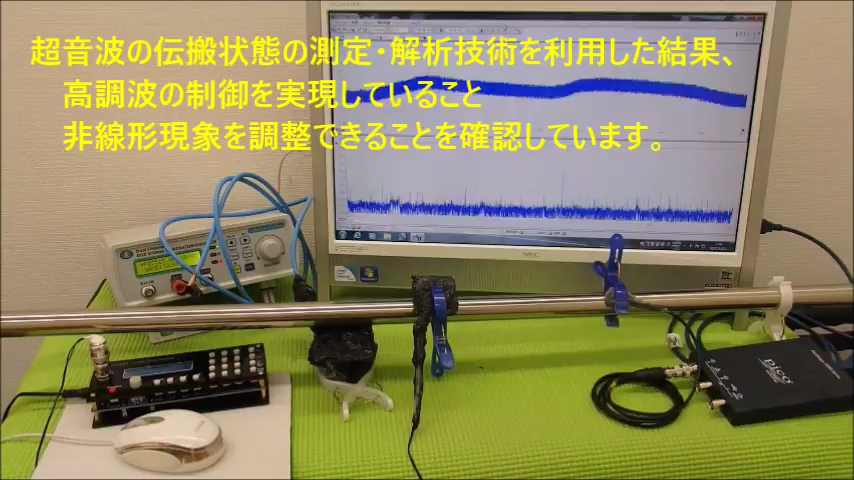 超音波の伝搬状態の測定・解析技術を利用した結果、
高調波の制御を実現していること
非線形現象を調整できることを確認しています。
pico
NEC
pico